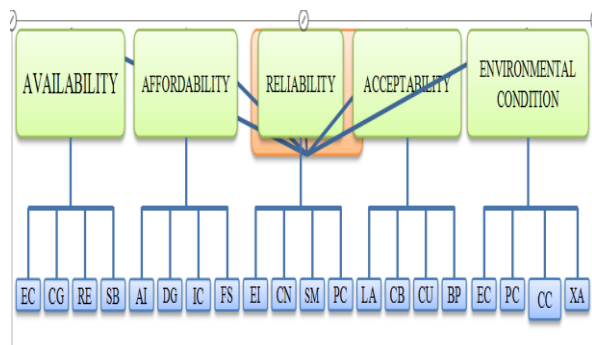 AVAILABILITY
AFFORDABILITY
RELIABILITY
ACCEPTABILITY
ENVIRONMENTAL
CONDITION
EC CG RE SB AI DG IC FS EI CN SM PC LA CB CU BP EC PC CC XA